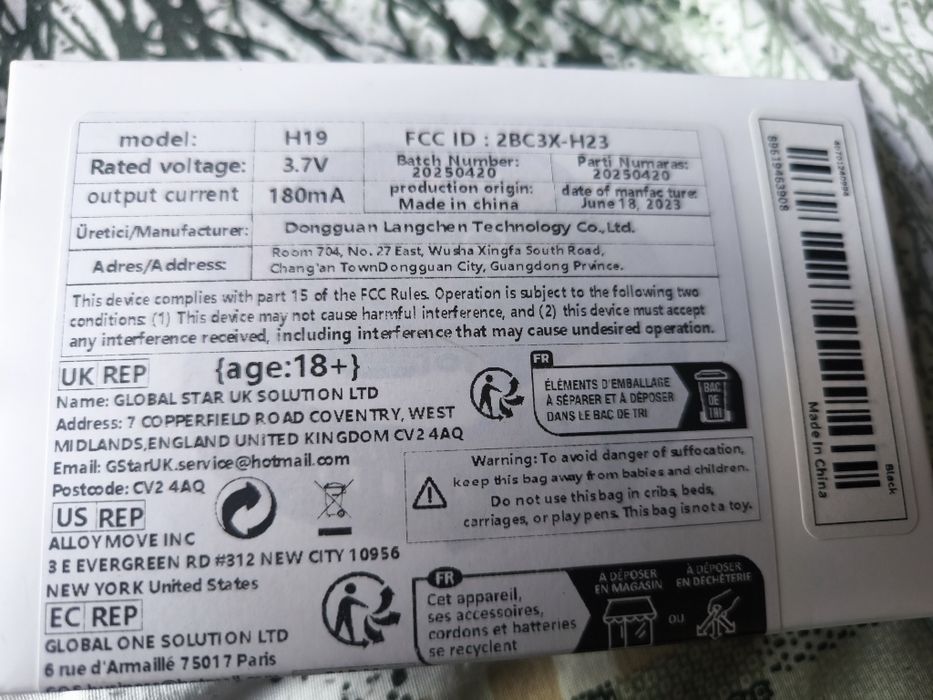 model: H19 FCC ID : 2BC3X-H23
Rated voltage: 3.7V Batch Number: 20250420 Parti Numaras: 20250420
output current 180mA production origin: Made in china date of manfacture: June 18, 2023
Üretici/Manufacturer: Dongguan Langchen Technology Co.,Ltd.
Adres/Address: Room 704, No. 27 East, Wusha Xingfa South Road,
Chang'an TownDongguan City, Guangdong Prvince.
This device complies with part 15 of the FCC Rules. Operation is subject to the following two
conditions: (1) This device may not cause harmful interference, and (2) this device must accept
any interference received, including interference that may cause undesired operation.
UK REP {age:18+}
Name: GLOBAL STAR UK SOLUTION LTD
Address: 7 COPPERFIELD ROAD COVENTRY, WEST
MIDLANDS,ENGLAND UNITED KINGDOM CV2 4AQ
Email: GStarUK.service@hotmail.com
Postcode: CV2 4AQ
US REP
ALLOY MOVE INC
3 E EVERGREEN RD #312 NEW CITY 10956
NEW YORK United States
EC REP
GLOBAL ONE SOLUTION LTD
6 rue d'Armaillé 75017 Paris
FR
ÉLÉMENTS D'EMBALLAGE
À SÉPARER ET À DÉPOSER
DANS LE BAC DE TRI
BAC
DE
TRI
Warning: To avoid danger of suffocation,
keep this bag away from babies and children.
Do not use this bag in cribs, beds,
carriages, or play pens. This bag is not a toy.
FR
Cet appareil,
ses accessoires,
cordons et batteries
se recyclent
À DÉPOSER
EN MAGASIN
OU
À DÉPOSER
EN DÉCHÈTERIE
Made In China
Black